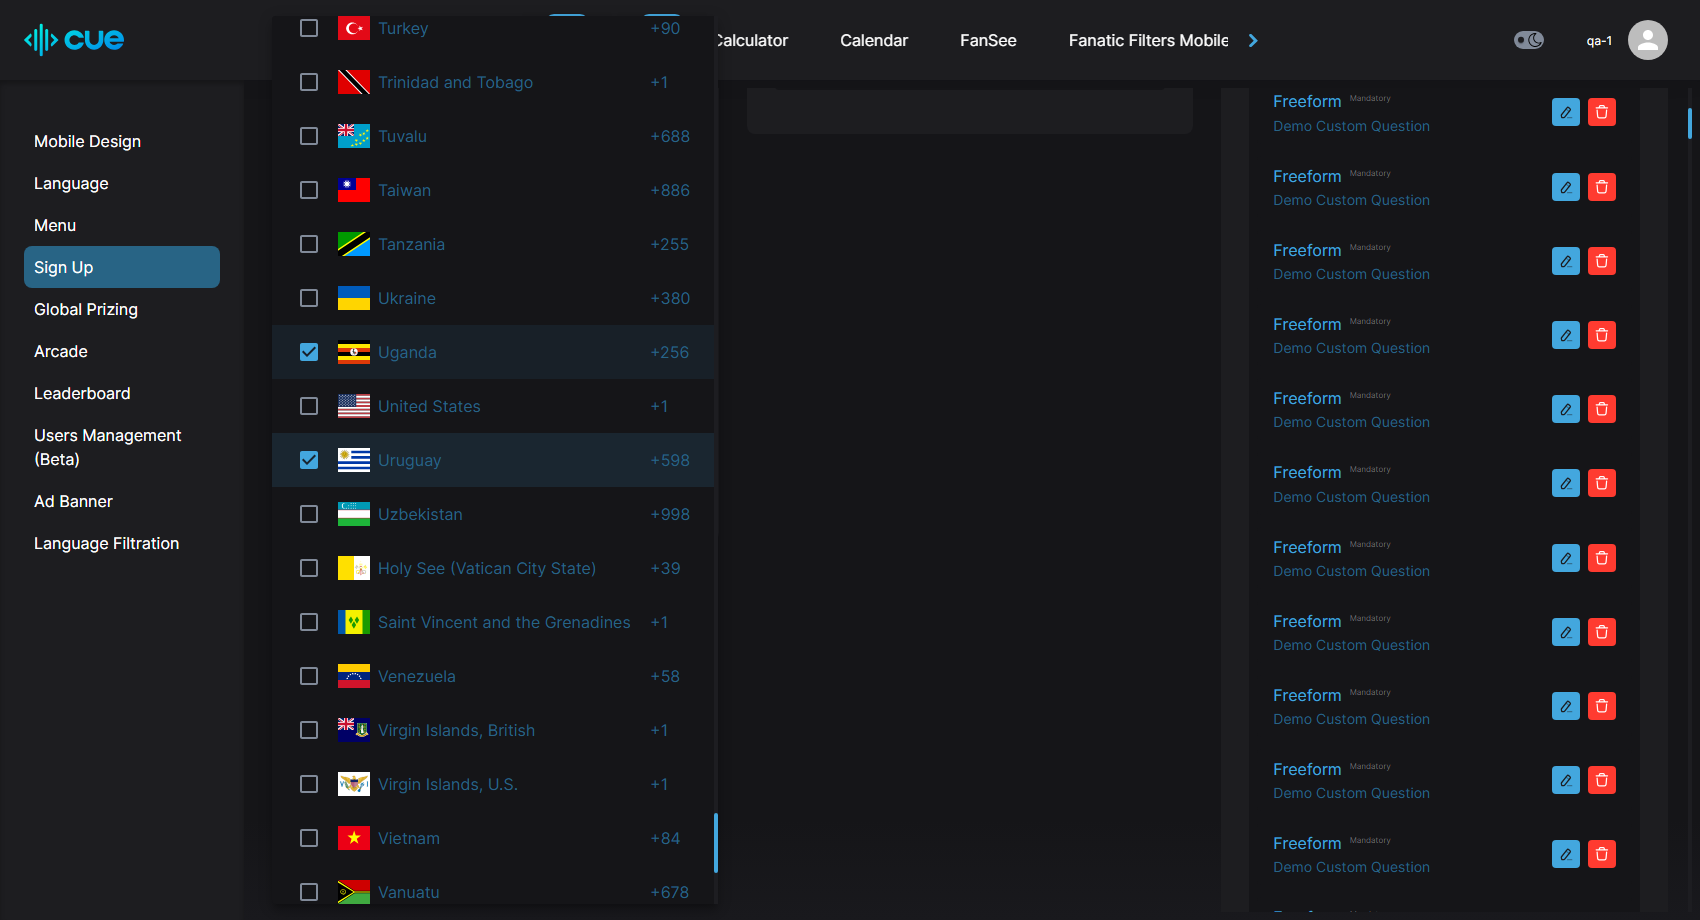 cue
Calculator
Calendar
FanSee
Fanatic Filters Mobile
qa-1
Mobile Design
Language
Menu
Sign Up
Global Prizing
Arcade
Leaderboard
Users Management
(Beta)
Ad Banner
Language Filtration
Turkey +90
Trinidad and Tobago +1
Tuvalu +688
Taiwan +886
Tanzania +255
Ukraine +380
Uganda +256
United States +1
Uruguay +598
Uzbekistan +998
Holy See (Vatican City State) +39
Saint Vincent and the Grenadines +1
Venezuela +58
Virgin Islands, British +1
Virgin Islands, U.S. +1
Vietnam +84
Vanuatu +678
Freeform Mandatory
Demo Custom Question
Freeform Mandatory
Demo Custom Question
Freeform Mandatory
Demo Custom Question
Freeform Mandatory
Demo Custom Question
Freeform Mandatory
Demo Custom Question
Freeform Mandatory
Demo Custom Question
Freeform Mandatory
Demo Custom Question
Freeform Mandatory
Demo Custom Question
Freeform Mandatory
Demo Custom Question
Freeform Mandatory
Demo Custom Question
Freeform Mandatory
Demo Custom Question